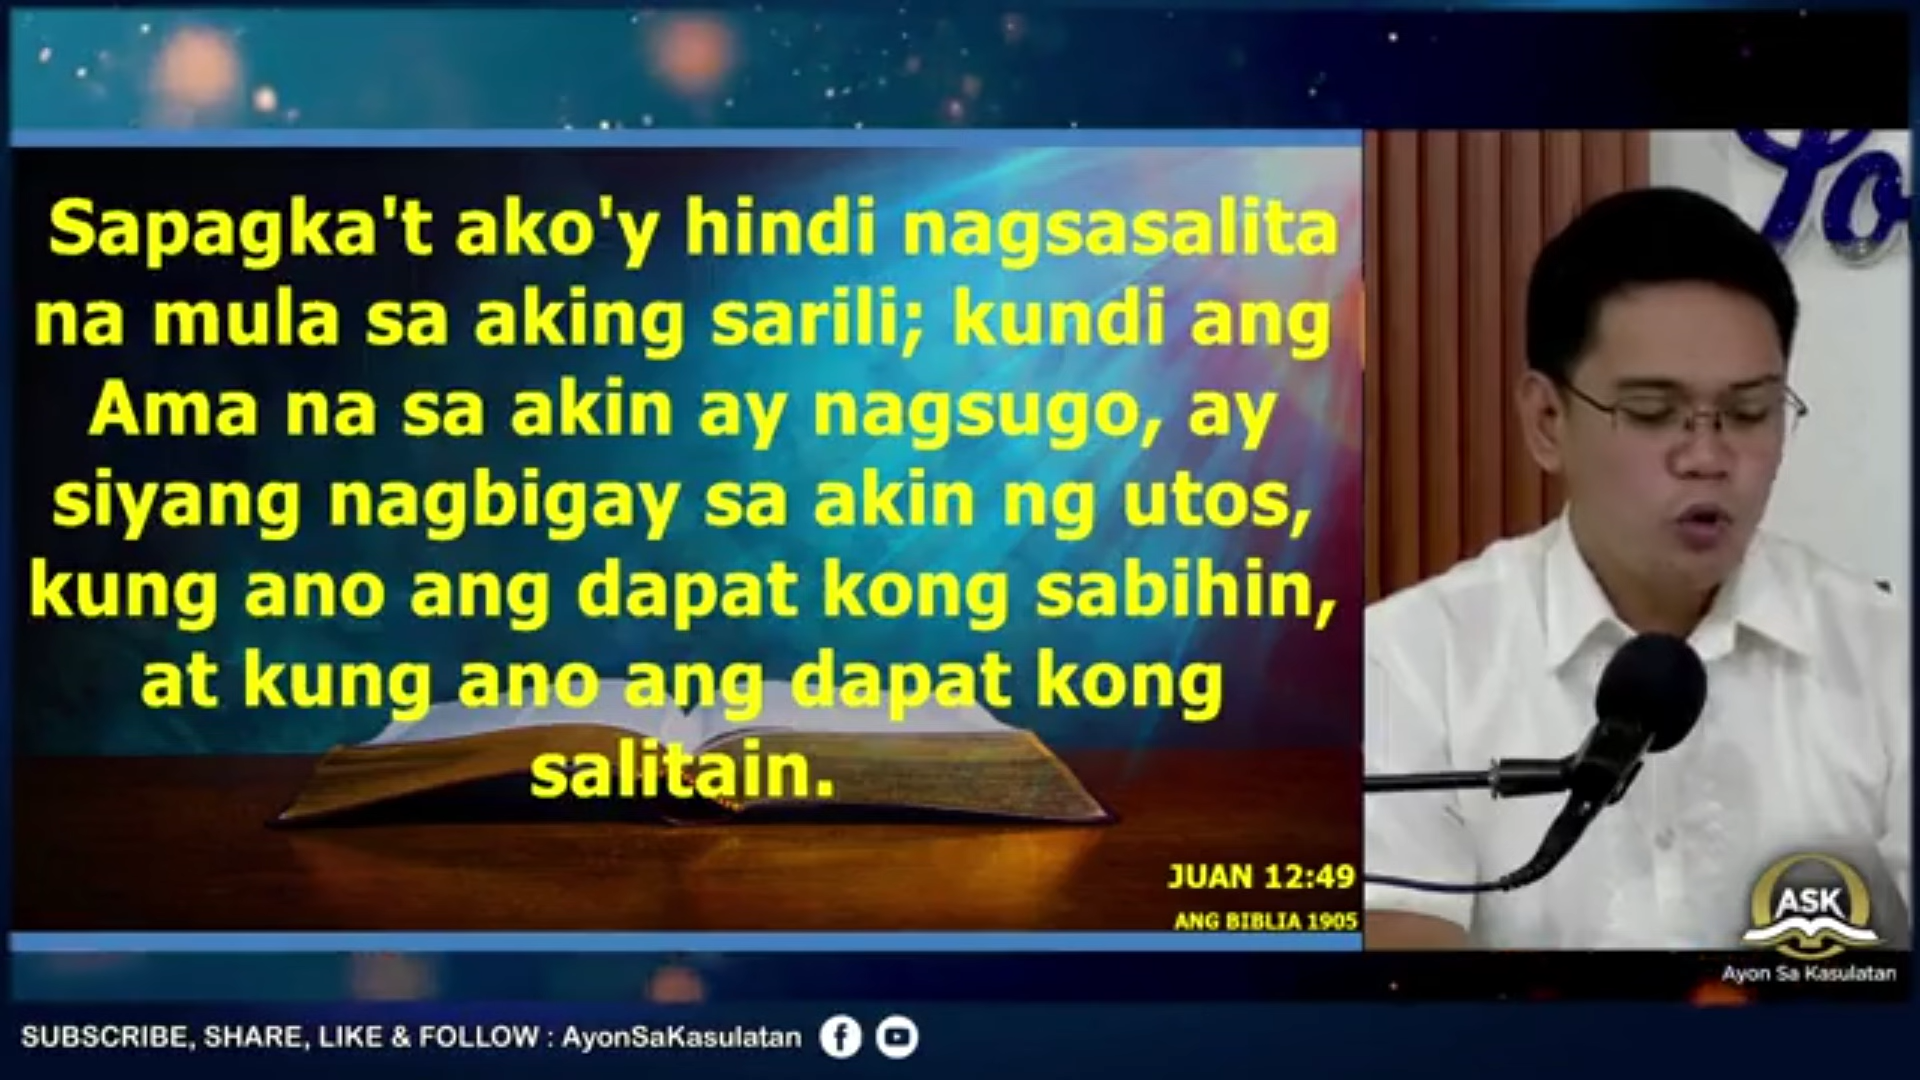 Sapagka't ako'y hindi nagsasalita
na mula sa aking sarili; kundi ang
Ama na sa akin ay nagsugo, ay
siyang nagbigay sa akin ng utos,
kung ano ang dapat kong sabihin,
at kung ano ang dapat kong
salitain.
JUAN 12:49
ANG BIBLIA 1905
ASK
Ayon Sa Kasulatan
SUBSCRIBE, SHARE, LIKE & FOLLOW : AyonSaKasulatan